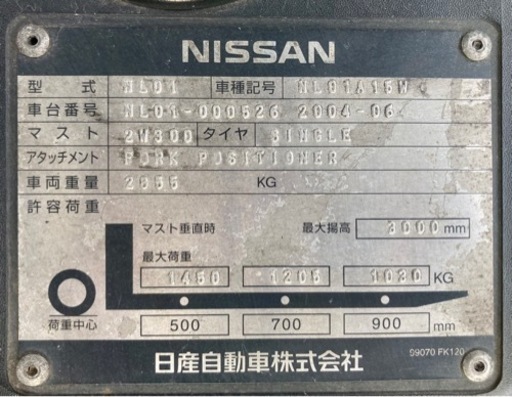 NISSAN
型式 NL01 車種記号 NL01A15W
車台番号 NL01-000526 2004-06
マスト 2W300 タイヤ SINGLE
アタッチメント FORK POSITIONER
車両重量 2655 KG
許容荷重
マスト垂直時 最大揚高 3000 mm
最大荷重
1450 1205 1030 KG
荷重中心 500 700 900 mm
日産自動車株式会社 59070 FK120